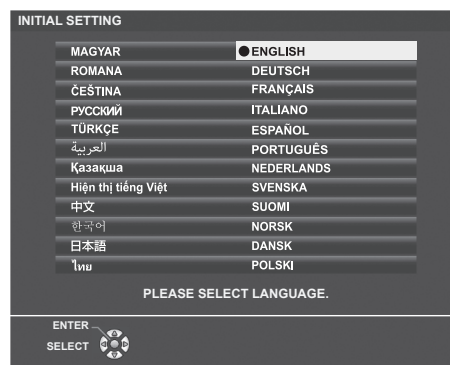 INITIAL SETTING
MAGYAR ENGLISH
ROMANA DEUTSCH
ČEŠTINA FRANÇAIS
РУССКИЙ ITALIANO
TÜRKÇE ESPAÑOL
العربية PORTUGUÊS
Қазақша NEDERLANDS
Hiện thị tiếng Việt SVENSKA
中文 SUOMI
한국어 NORSK
日本語 DANSK
ไทย POLSKI
PLEASE SELECT LANGUAGE.
ENTER
SELECT